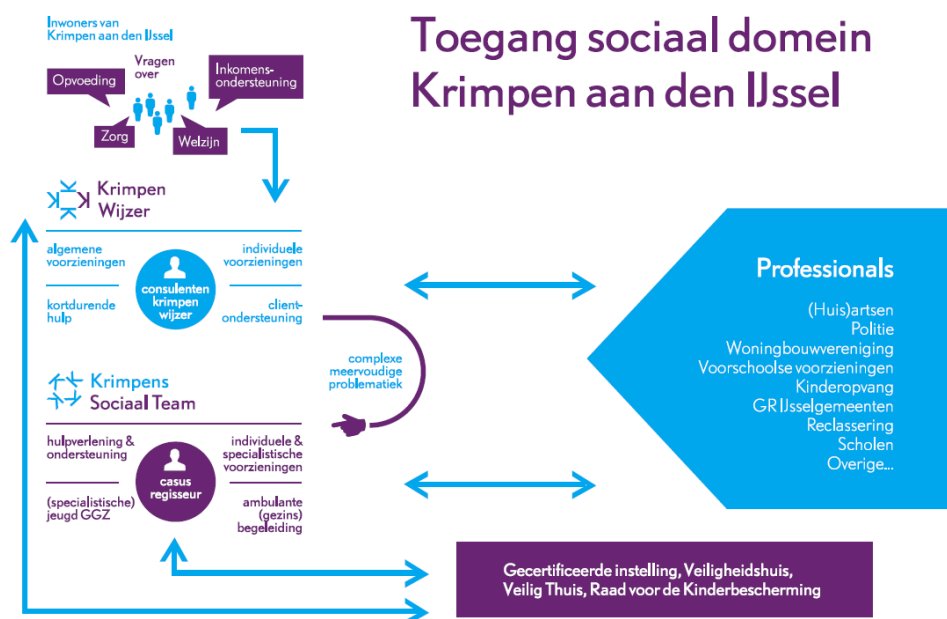 Toegang sociaal domein
Krimpen aan den IJssel
Inwoners van
Krimpen aan den IJssel
Vragen
over
Opvoeding
Inkomens-
ondersteuning
Zorg
Welzijn
Krimpen
Wijzer
algemene
voorzieningen
individuele
voorzieningen
consulenten
krimpen
wijzer
kortdurende
hulp
client-
ondersteuning
complexe
meervoudige
problematiek
Krimpens
Sociaal Team
hulpverlening &
ondersteuning
individuele &
specialistische
voorzieningen
casus
regisseur
(specialistische)
jeugd GGZ
ambulante
(gezins)
begeleiding
Professionals
(Huis)artsen
Politie
Woningbouwvereniging
Voorschoolse voorzieningen
Kinderopvang
GR IJsselgemeenten
Reclassering
Scholen
Overige...
Gecertificeerde instelling, Veiligheidshuis,
Veilig Thuis, Raad voor de Kinderbescherming